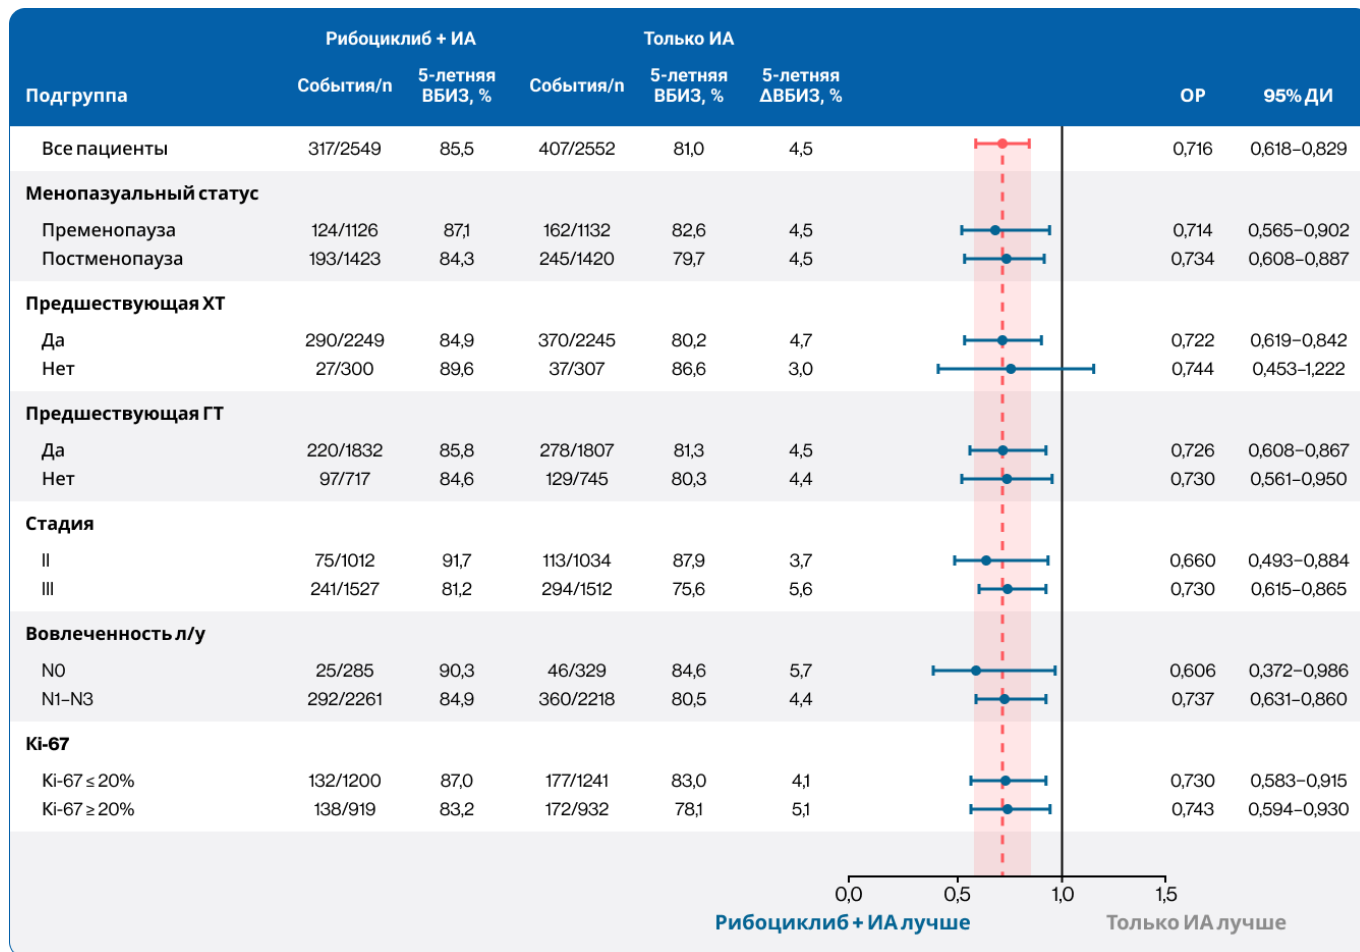 Рибоциклиб + ИА Только ИА
Подгруппа События/n 5-летняя ВБИЗ, % События/n 5-летняя ВБИЗ, % 5-летняя ΔВБИЗ, % ОР 95% ДИ
Все пациенты 317/2549 85,5 407/2552 81,0 4,5 0,716 0,618–0,829
Менопазуальный статус
Пременопауза 124/1126 87,1 162/1132 82,6 4,5 0,714 0,565–0,902
Постменопауза 193/1423 84,3 245/1420 79,7 4,5 0,734 0,608–0,887
Предшествующая ХТ
Да 290/2249 84,9 370/2245 80,2 4,7 0,722 0,619–0,842
Нет 27/300 89,6 37/307 86,6 3,0 0,744 0,453–1,222
Предшествующая ГТ
Да 220/1832 85,8 278/1807 81,3 4,5 0,726 0,608–0,867
Нет 97/717 84,6 129/745 80,3 4,4 0,730 0,561–0,950
Стадия
II 75/1012 91,7 113/1034 87,9 3,7 0,660 0,493–0,884
III 241/1527 81,2 294/1512 75,6 5,6 0,730 0,615–0,865
Вовлеченность л/у
N0 25/285 90,3 46/329 84,6 5,7 0,606 0,372–0,986
N1–N3 292/2261 84,9 360/2218 80,5 4,4 0,737 0,631–0,860
Ki-67
Ki-67 ≤ 20% 132/1200 87,0 177/1241 83,0 4,1 0,730 0,583–0,915
Ki-67 ≥ 20% 138/919 83,2 172/932 78,1 5,1 0,743 0,594–0,930
0,0 0,5 1,0 1,5
Рибоциклиб + ИА лучше Только ИА лучше